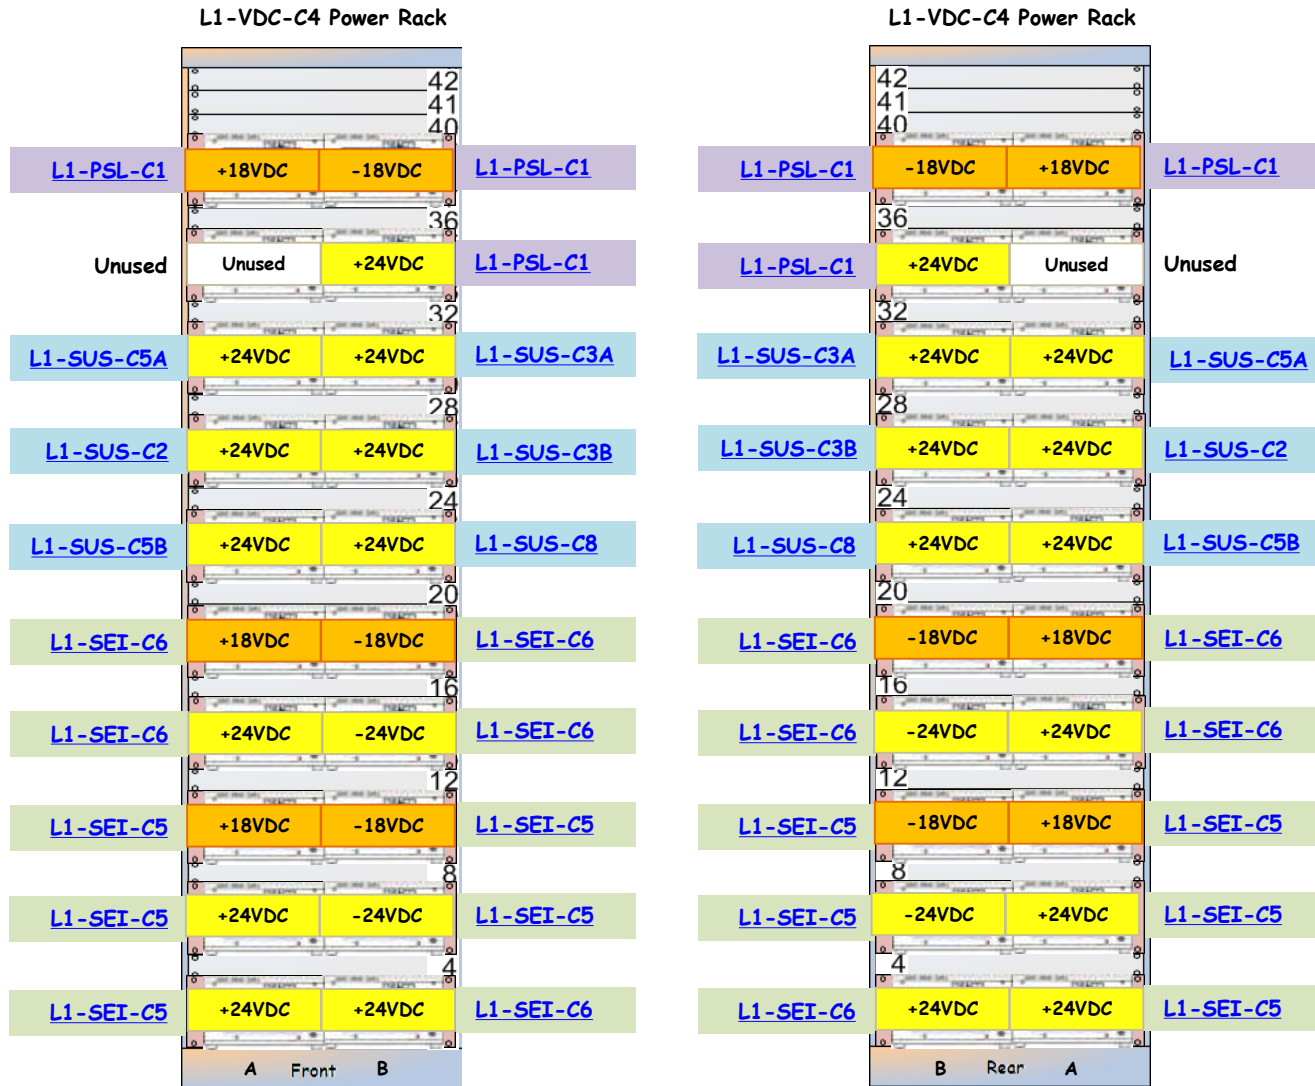 L1-VDC-C4 Power Rack
42
41
40
L1-PSL-C1 +18VDC -18VDC L1-PSL-C1
36
Unused Unused +24VDC L1-PSL-C1
32
L1-SUS-C5A +24VDC +24VDC L1-SUS-C3A
28
L1-SUS-C2 +24VDC +24VDC L1-SUS-C3B
24
L1-SUS-C5B +24VDC +24VDC L1-SUS-C8
20
L1-SEI-C6 +18VDC -18VDC L1-SEI-C6
16
L1-SEI-C6 +24VDC -24VDC L1-SEI-C6
12
L1-SEI-C5 +18VDC -18VDC L1-SEI-C5
8
L1-SEI-C5 +24VDC -24VDC L1-SEI-C5
4
L1-SEI-C5 +24VDC +24VDC L1-SEI-C6
A Front B
L1-VDC-C4 Power Rack
42
41
40
L1-PSL-C1 -18VDC +18VDC L1-PSL-C1
36
L1-PSL-C1 +24VDC Unused Unused
32
L1-SUS-C3A +24VDC +24VDC L1-SUS-C5A
28
L1-SUS-C3B +24VDC +24VDC L1-SUS-C2
24
L1-SUS-C8 +24VDC +24VDC L1-SUS-C5B
20
L1-SEI-C6 -18VDC +18VDC L1-SEI-C6
16
L1-SEI-C6 -24VDC +24VDC L1-SEI-C6
12
L1-SEI-C5 -18VDC +18VDC L1-SEI-C5
8
L1-SEI-C5 -24VDC +24VDC L1-SEI-C5
4
L1-SEI-C6 +24VDC +24VDC L1-SEI-C5
B Rear A